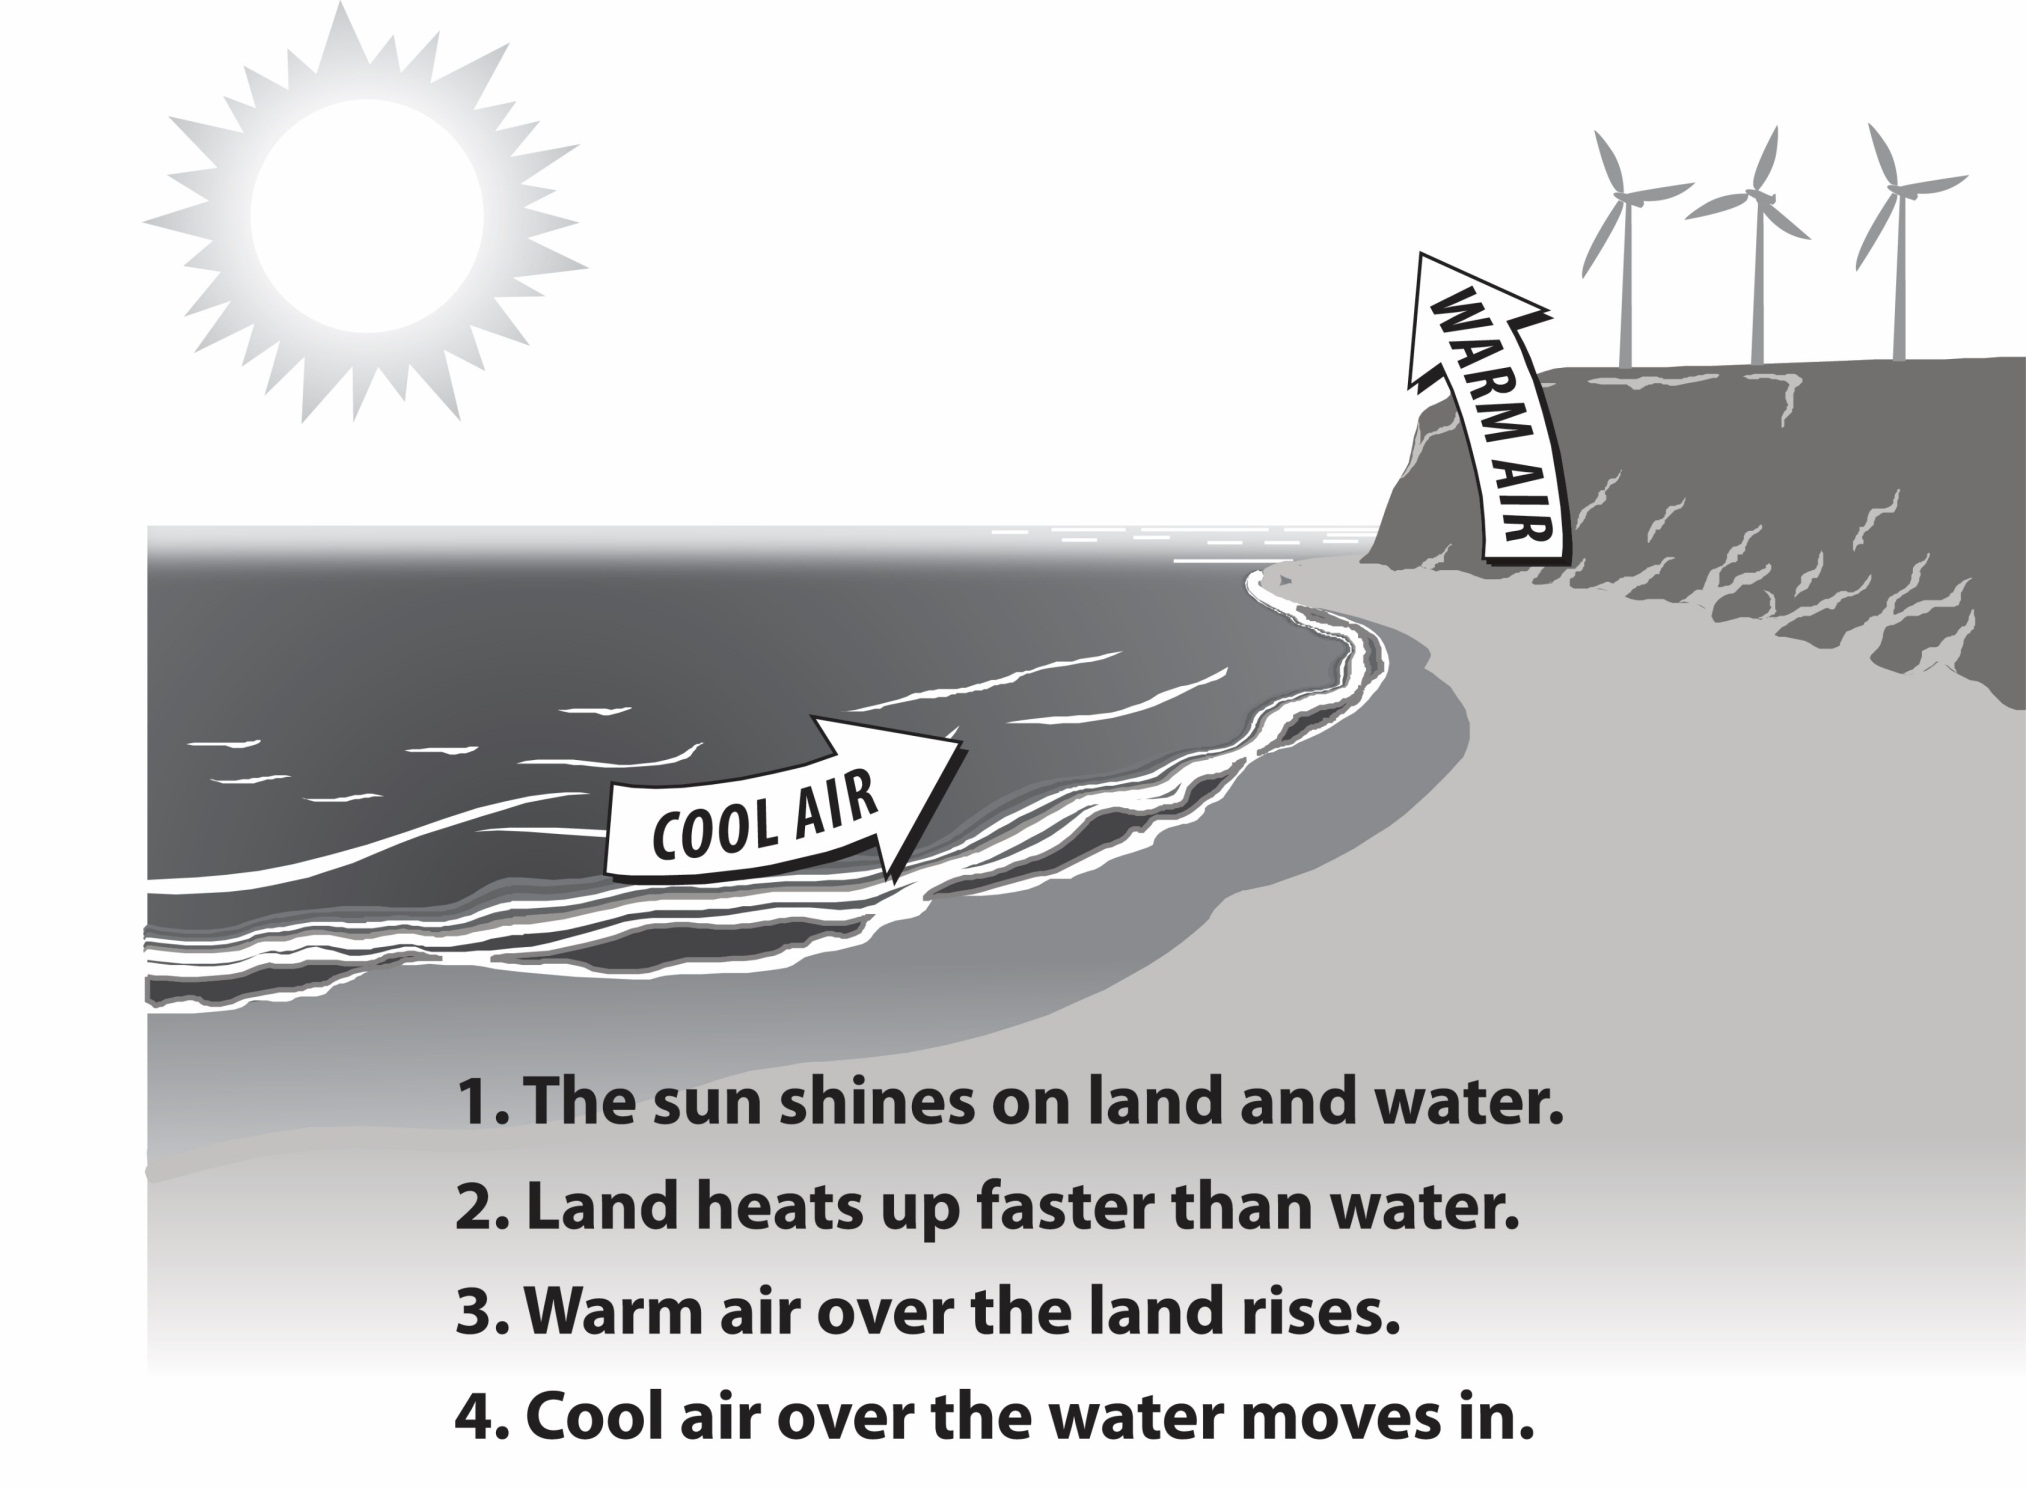 WARM AIR
COOL AIR
1. The sun shines on land and water.
2. Land heats up faster than water.
3. Warm air over the land rises.
4. Cool air over the water moves in.